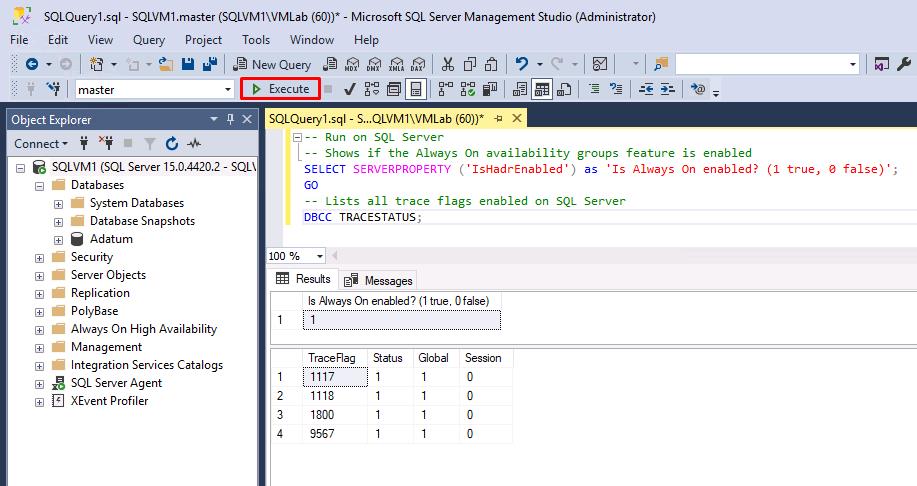 SQLQuery1.sql - SQLVM1.master (SQLVM1\VMLab (60))* - Microsoft SQL Server Management Studio (Administrator)
File Edit View Query Project Tools Window Help
New Query MDX DMX XMLA DAX
master Execute
Object Explorer
Connect
SQLVM1 (SQL Server 15.0.4420.2 - SQLV
Databases
System Databases
Database Snapshots
Adatum
Security
Server Objects
Replication
PolyBase
Always On High Availability
Management
Integration Services Catalogs
SQL Server Agent
XEvent Profiler
SQLQuery1.sql - S...QLVM1\VMLab (60))*
-- Run on SQL Server
-- Shows if the Always On availability groups feature is enabled
SELECT SERVERPROPERTY ('IsHadrEnabled') as 'Is Always On enabled? (1 true, 0 false)';
GO
-- Lists all trace flags enabled on SQL Server
DBCC TRACESTATUS;
100 %
Results Messages
Is Always On enabled? (1 true, 0 false)
1 1
TraceFlag Status Global Session
1 1117 1 1 0
2 1118 1 1 0
3 1800 1 1 0
4 9567 1 1 0